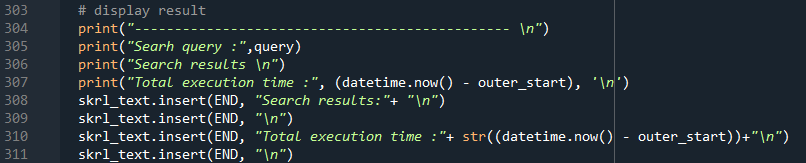 303 # display result
304 print("----------------------------------------------- \n")
305 print("Searh query :",query)
306 print("Search results \n")
307 print("Total execution time :", (datetime.now() - outer_start), '\n')
308 skrl_text.insert(END, "Search results:"+ "\n")
309 skrl_text.insert(END, "\n")
310 skrl_text.insert(END, "Total execution time :"+ str((datetime.now() - outer_start))+"\n")
311 skrl_text.insert(END, "\n")